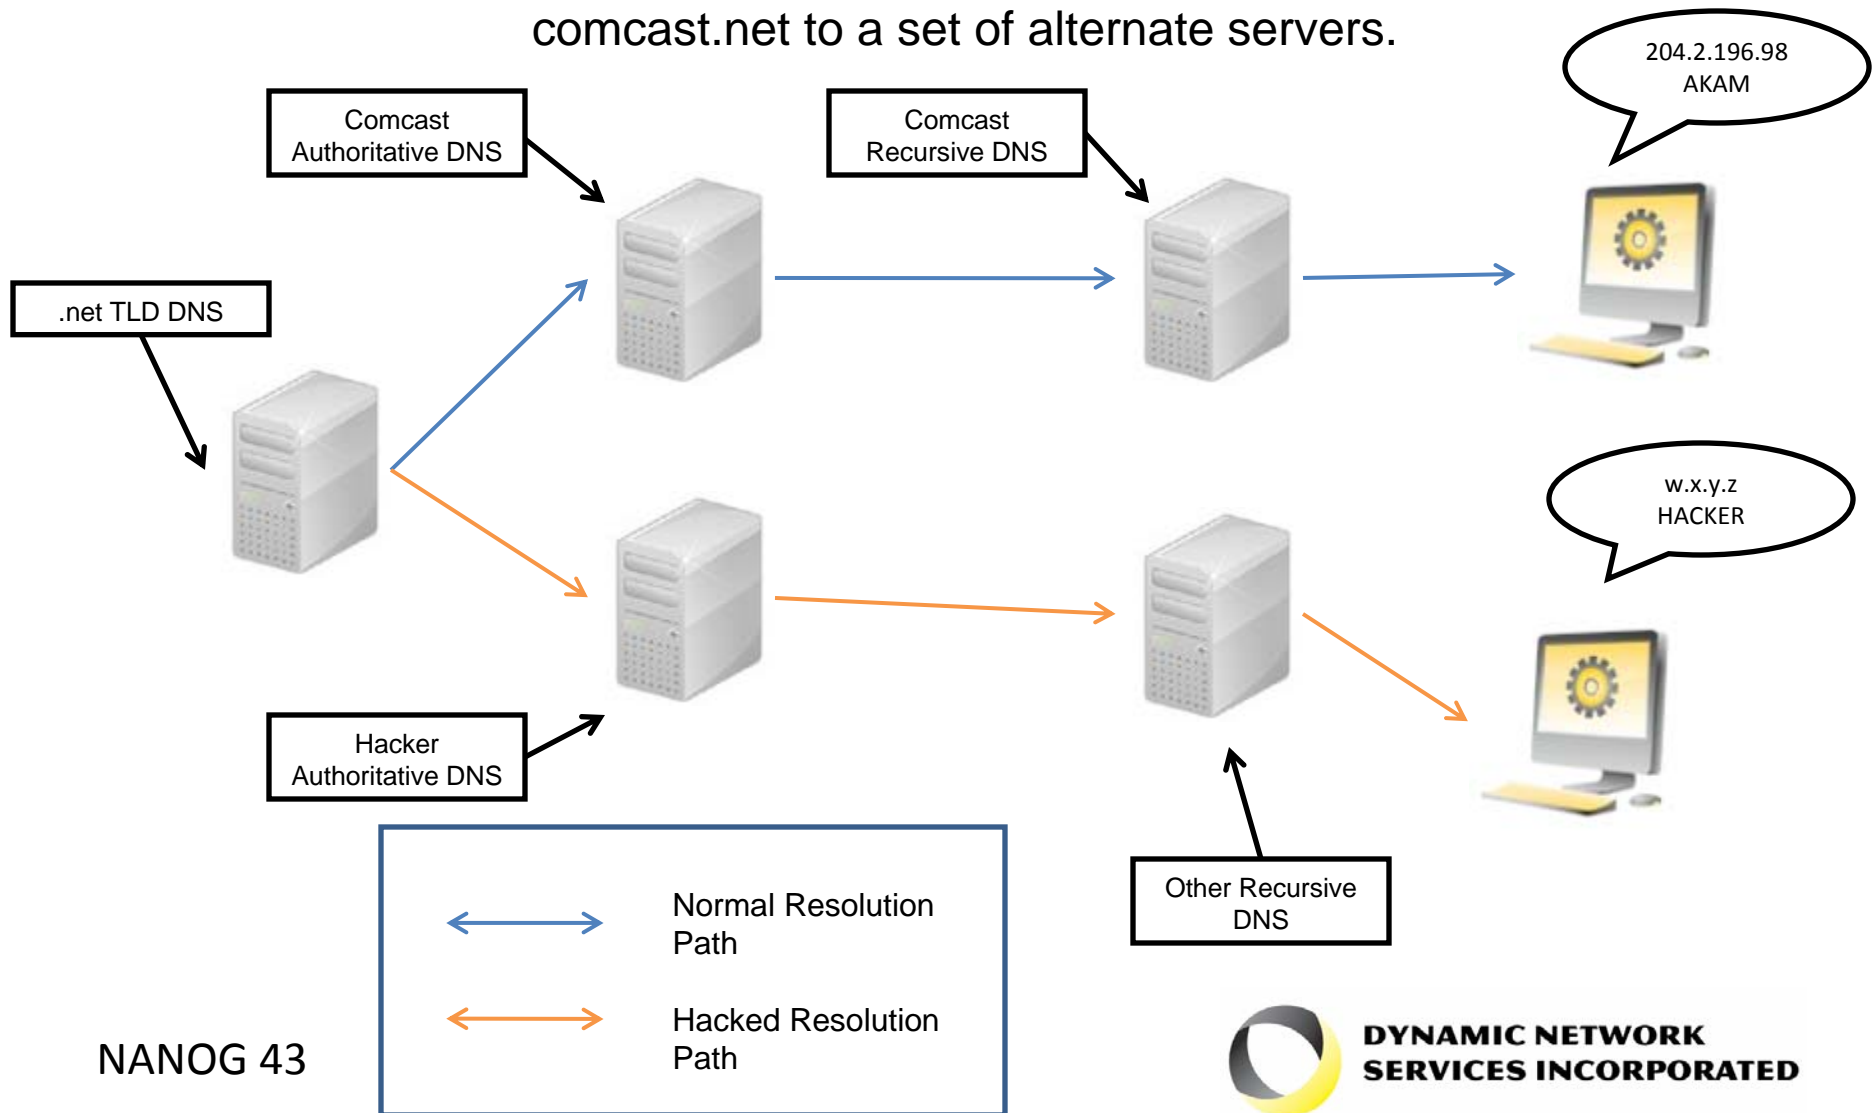 comcast.net to a set of alternate servers.
204.2.196.98
AKAM
Comcast
Authoritative DNS
Comcast
Recursive DNS
.net TLD DNS
w.x.y.z
HACKER
Hacker
Authoritative DNS
Other Recursive
DNS
Normal Resolution
Path
Hacked Resolution
Path
NANOG 43
DYNAMIC NETWORK
SERVICES INCORPORATED